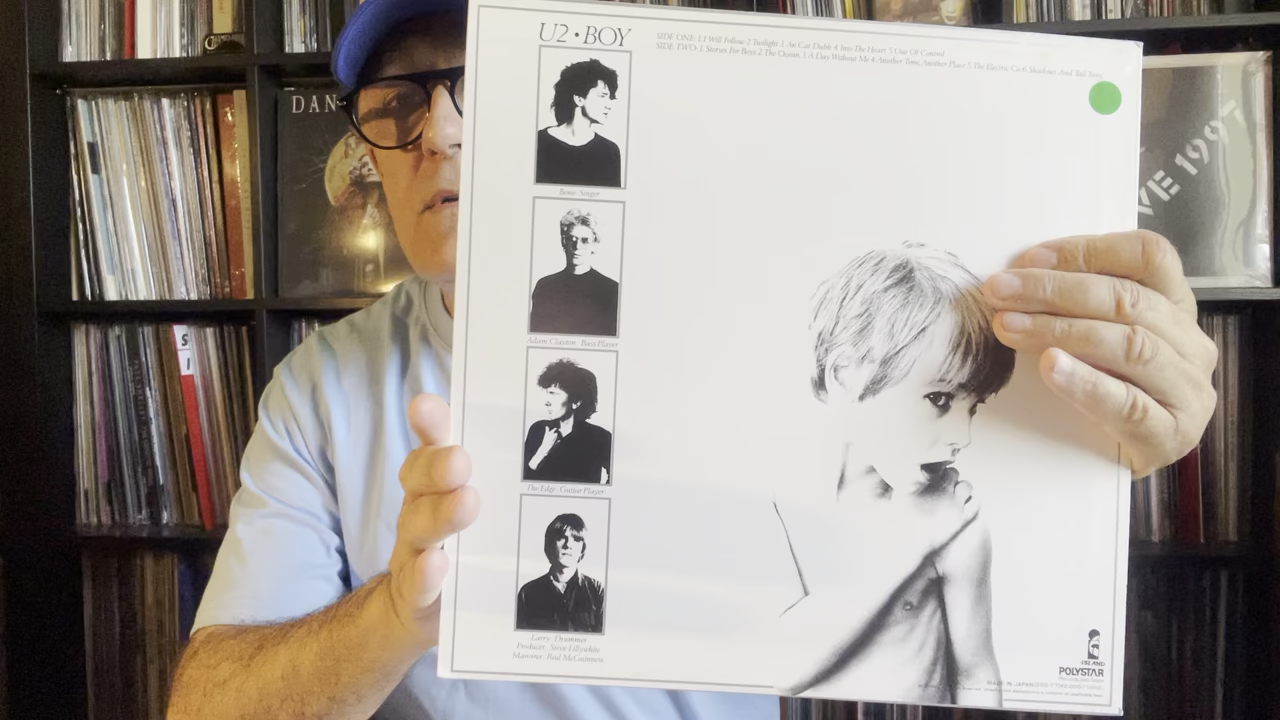 U2 • BOY
SIDE ONE: 1 I Will Follow 2 Twilight 3 An Cat Dubh 4 Into The Heart 5 Out Of Control
SIDE TWO: 1 Stories For Boys 2 The Ocean 3 A Day Without Me 4 Another Time, Another Place 5 The Electric Co 6 Shadows And Tall Trees
Bono: Singer
Adam Clayton: Bass Player
The Edge: Guitar Player
Larry: Drummer
Producer: Steve Lillywhite
Manager: Paul McGuinness
ISLAND
POLYSTAR
MADE IN JAPAN
DAN
VE 1997
S